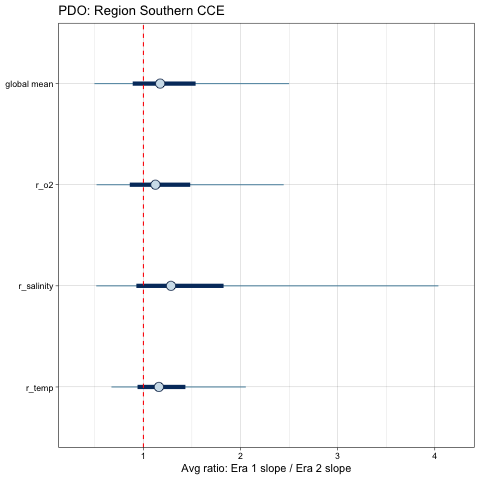 PDO: Region Southern CCE
global mean
r_o2
r_salinity
r_temp
1 2 3 4
Avg ratio: Era 1 slope / Era 2 slope